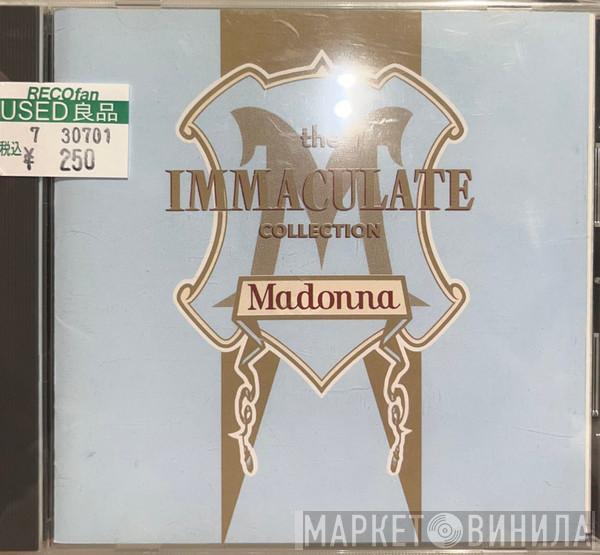 RECOfan
USED良品
7 30701
税込 ¥ 250
the
IMMACULATE
COLLECTION
Madonna
МАРКЕТ ВИНИЛА